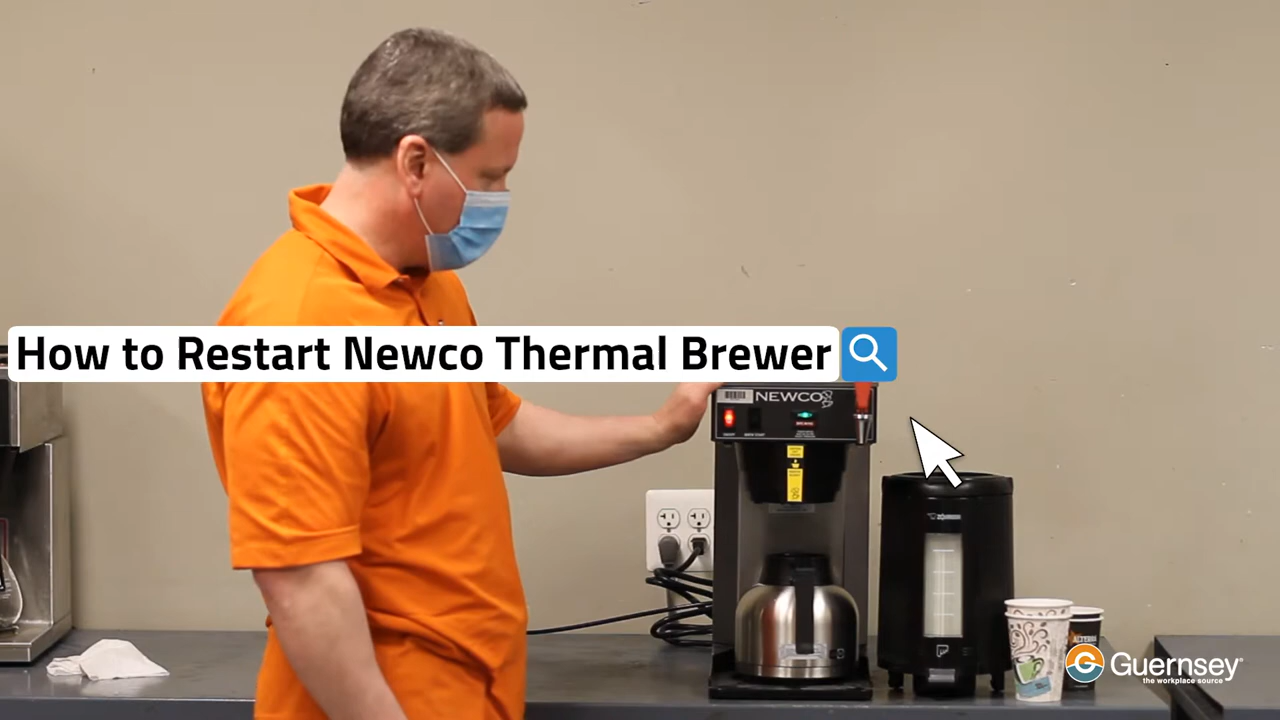 How to Restart Newco Thermal Brewer
NEWCO
ZOJIRUSHI
Guernsey
the workplace source